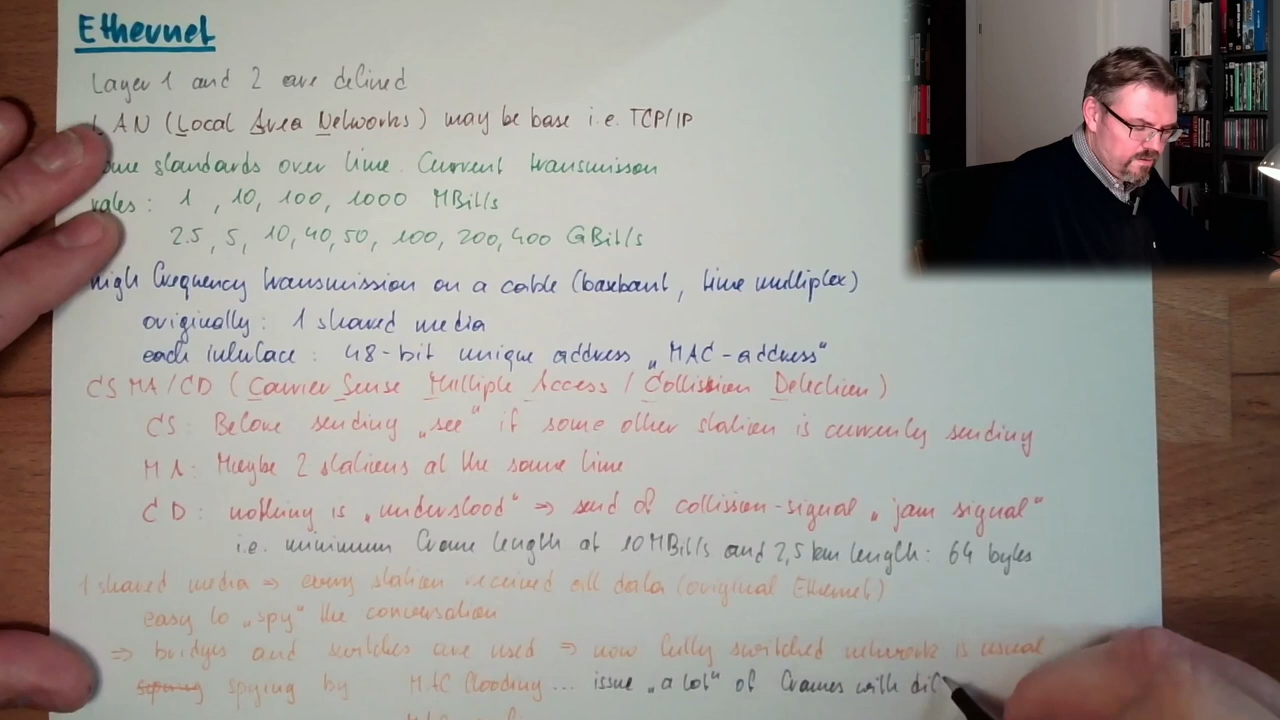 Ethernet
Layer 1 and 2 are defined
LAN (Local Area Networks) may be base i.e. TCP/IP
some standards over time. Current transmisson
rates: 1, 10, 100, 1000 MBit/s
2.5, 5, 10, 40, 50, 100, 200, 400 GBit/s
high frequency transmission on a cable (baseband, time multiplex)
originally: 1 shared media
each interface: 48-bit unique address „MAC-address“
CSMA/CD (Carrier Sense Multiple Access / Collission Detection)
CS: Before sending „see“ if some other station is currently sending
MA: Maybe 2 stations at the same time
CD: nothing is „understood“ ⇒ send of collission-signal „jam signal“
i.e. minimum frame length at 10MBit/s and 2,5 km length: 64 bytes
1 shared media ⇒ every station received all data (original Ethernet)
easy to „spy“ the conversation
⇒ bridges and switches are used ⇒ now fully switched network is usual
spying by MAC flooding ... issue „a lot“ of frames with dif